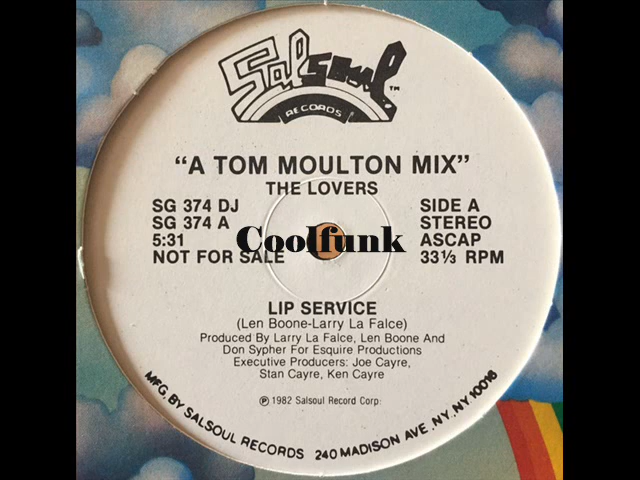 Salsoul
TM
RECORDS
"A TOM MOULTON MIX"
THE LOVERS
SG 374 DJ
SG 374 A
5:31
NOT FOR SALE
SIDE A
STEREO
ASCAP
33⅓ RPM
Coolfunk
LIP SERVICE
(Len Boone-Larry La Falce)
Produced By Larry La Falce, Len Boone And
Don Sypher For Esquire Productions
Executive Producers: Joe Cayre,
Stan Cayre, Ken Cayre
℗ 1982 Salsoul Record Corp.
MFG. BY SALSOUL RECORDS 240 MADISON AVE. NY. NY 10016